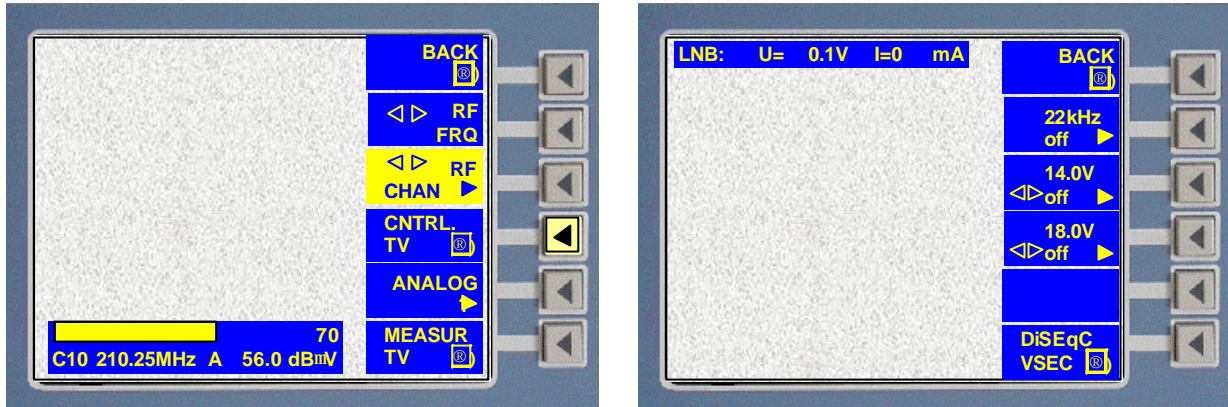 BACK
®)
◁ ▷ RF
FRQ
◁ ▷ RF
CHAN ▶
CNTRL.
TV ®)
ANALOG
▶
MEASUR
TV ®)
70
C10 210.25MHz A 56.0 dBmV
LNB: U= 0.1V I=0 mA
BACK
®)
22kHz
off ▶
14.0V
◁▷off ▶
18.0V
◁▷off ▶
DiSEqC
VSEC ®)